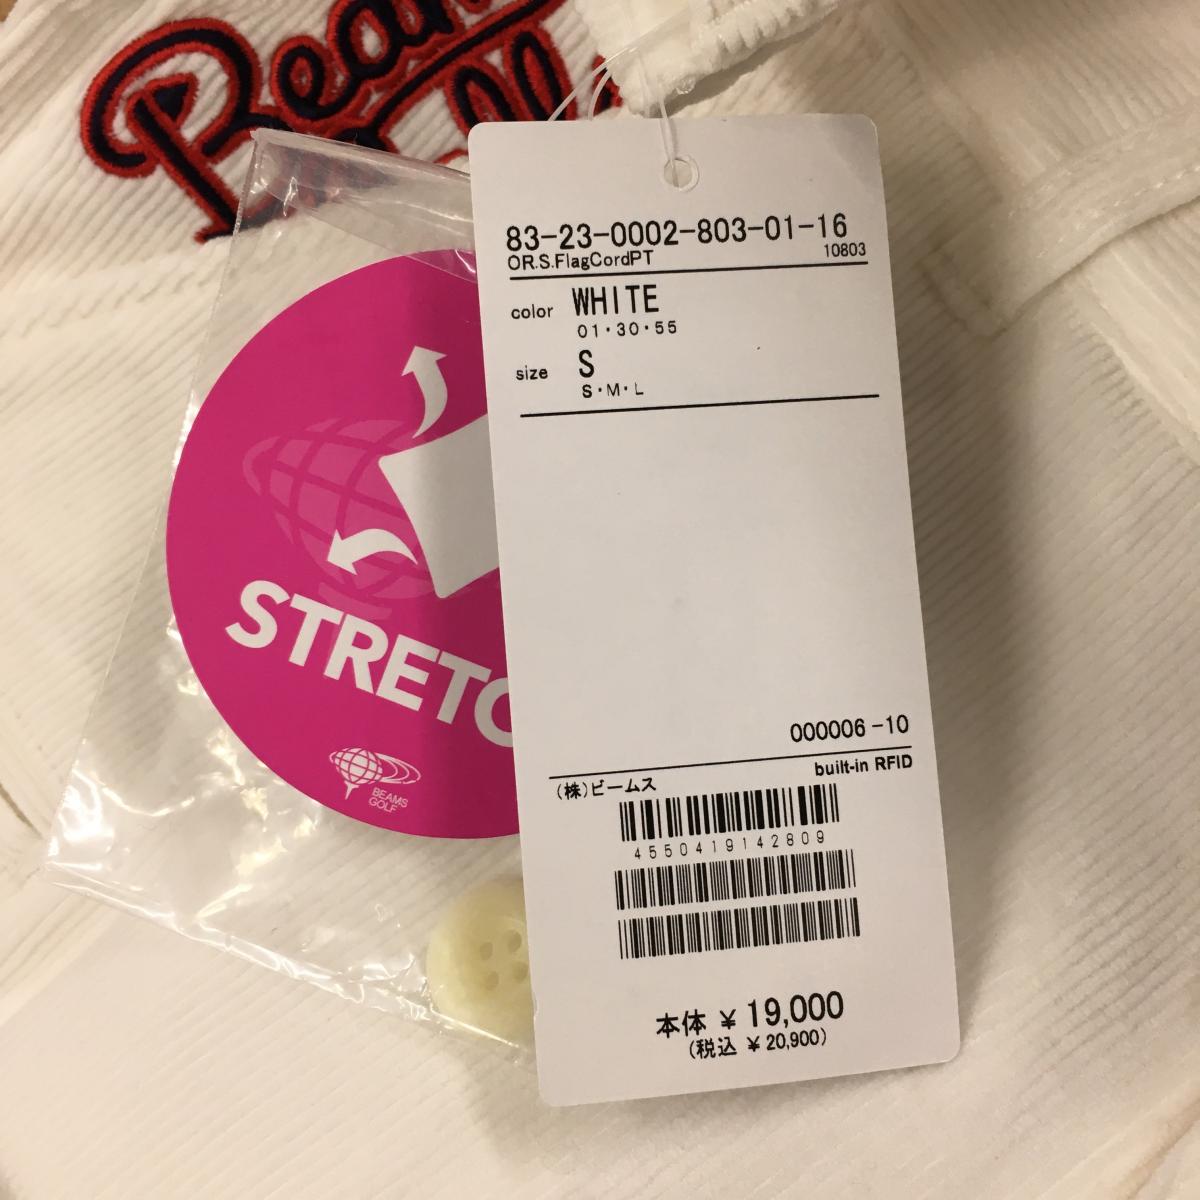 Beam
83-23-0002-803-01-16
OR.S.FlagCordPT 10803
color WHITE
01・30・55
size S
S・M・L
STRETC
BEAMS
GOLF
000006-10
built-in RFID
(株)ビームス
4550419142809
本体 ¥19,000
(税込 ¥20,900)